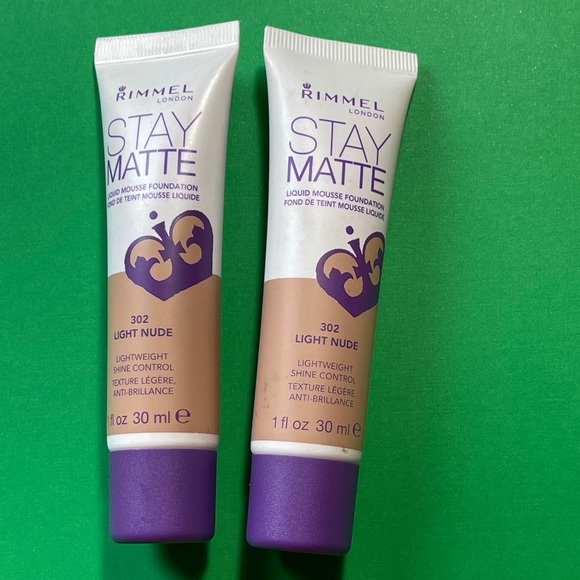 RIMMEL
LONDON
STAY
MATTE
LIQUID MOUSSE FOUNDATION
FOND DE TEINT MOUSSE LIQUIDE
302
LIGHT NUDE
LIGHTWEIGHT
SHINE CONTROL
TEXTURE LÉGÈRE,
ANTI-BRILLANCE
1 fl oz 30 ml e
RIMMEL
LONDON
STAY
MATTE
LIQUID MOUSSE FOUNDATION
FOND DE TEINT MOUSSE LIQUIDE
302
LIGHT NUDE
LIGHTWEIGHT
SHINE CONTROL
TEXTURE LÉGÈRE,
ANTI-BRILLANCE
1 fl oz 30 ml e